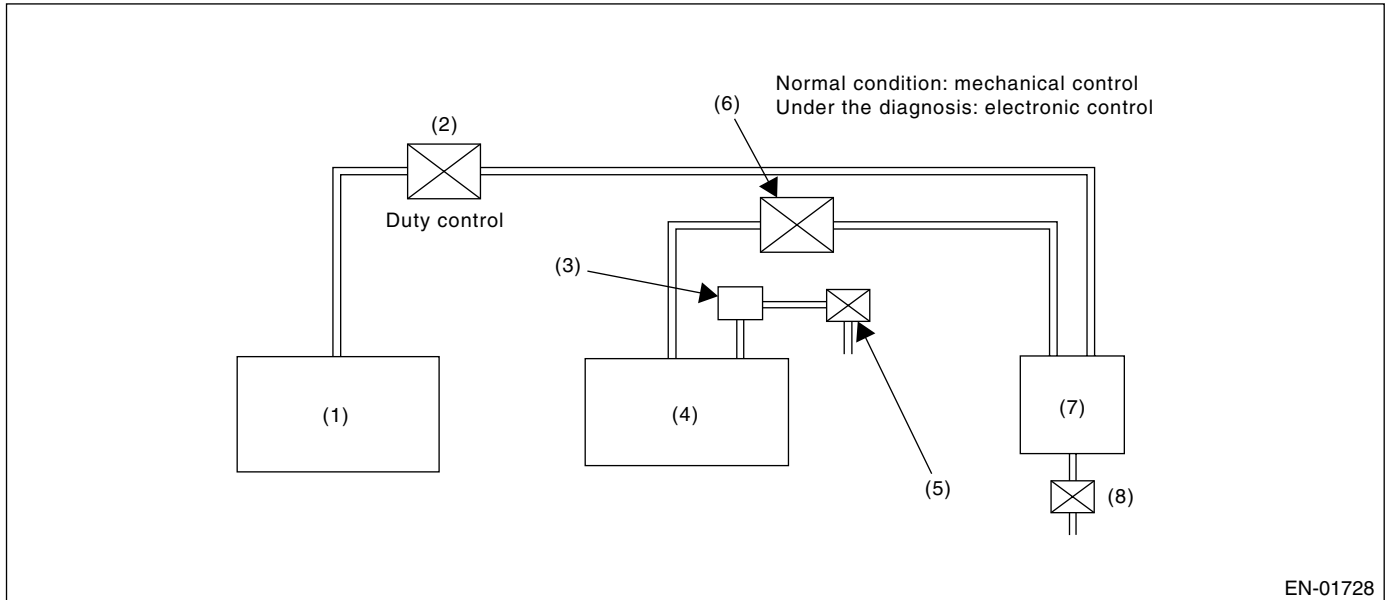 Normal condition: mechanical control
Under the diagnosis: electronic control
(6)
(2)
Duty control
(3)
(1)
(4)
(7)
(5)
(8)
EN-01728